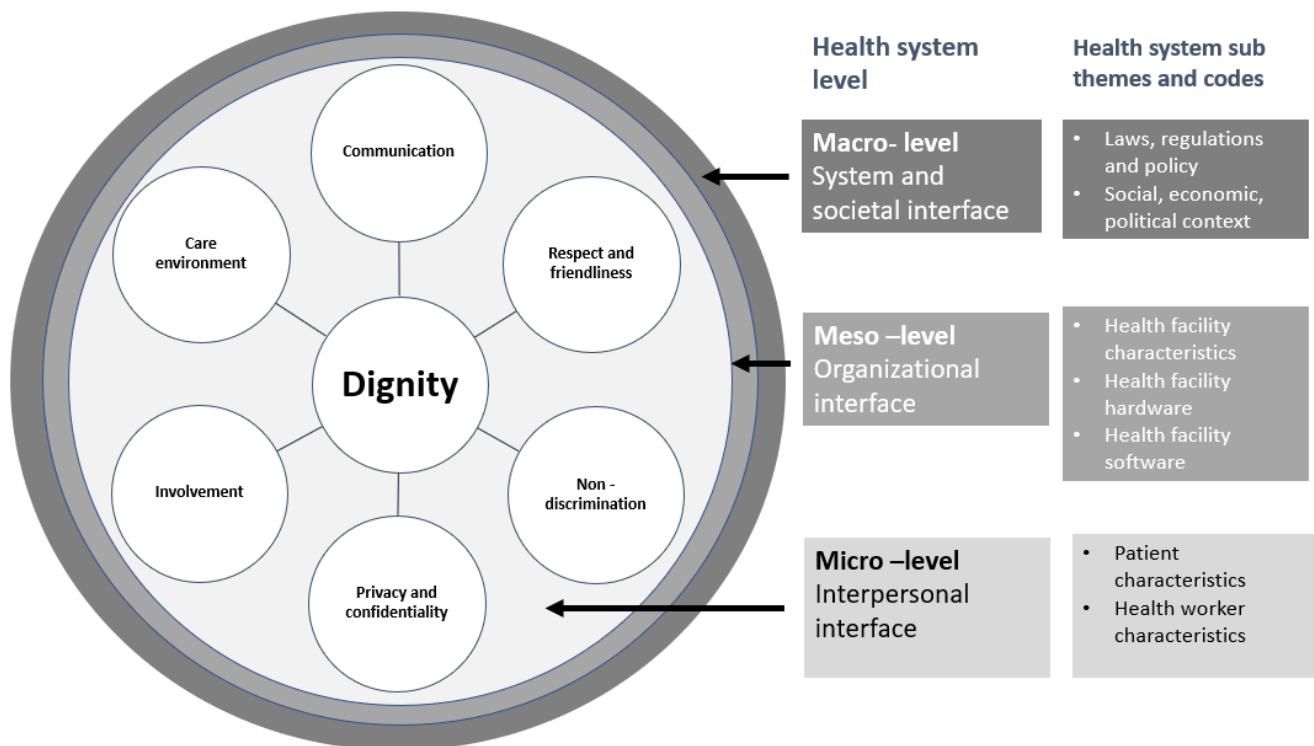 Communication
Care
environment
Respect and
friendliness
Dignity
Involvement
Non -
discrimination
Privacy and
confidentiality
Health system
level
Health system sub
themes and codes
Macro- level
System and
societal interface
• Laws, regulations
and policy
• Social, economic,
political context
Meso –level
Organizational
interface
• Health facility
characteristics
• Health facility
hardware
• Health facility
software
Micro –level
Interpersonal
interface
• Patient
characteristics
• Health worker
characteristics